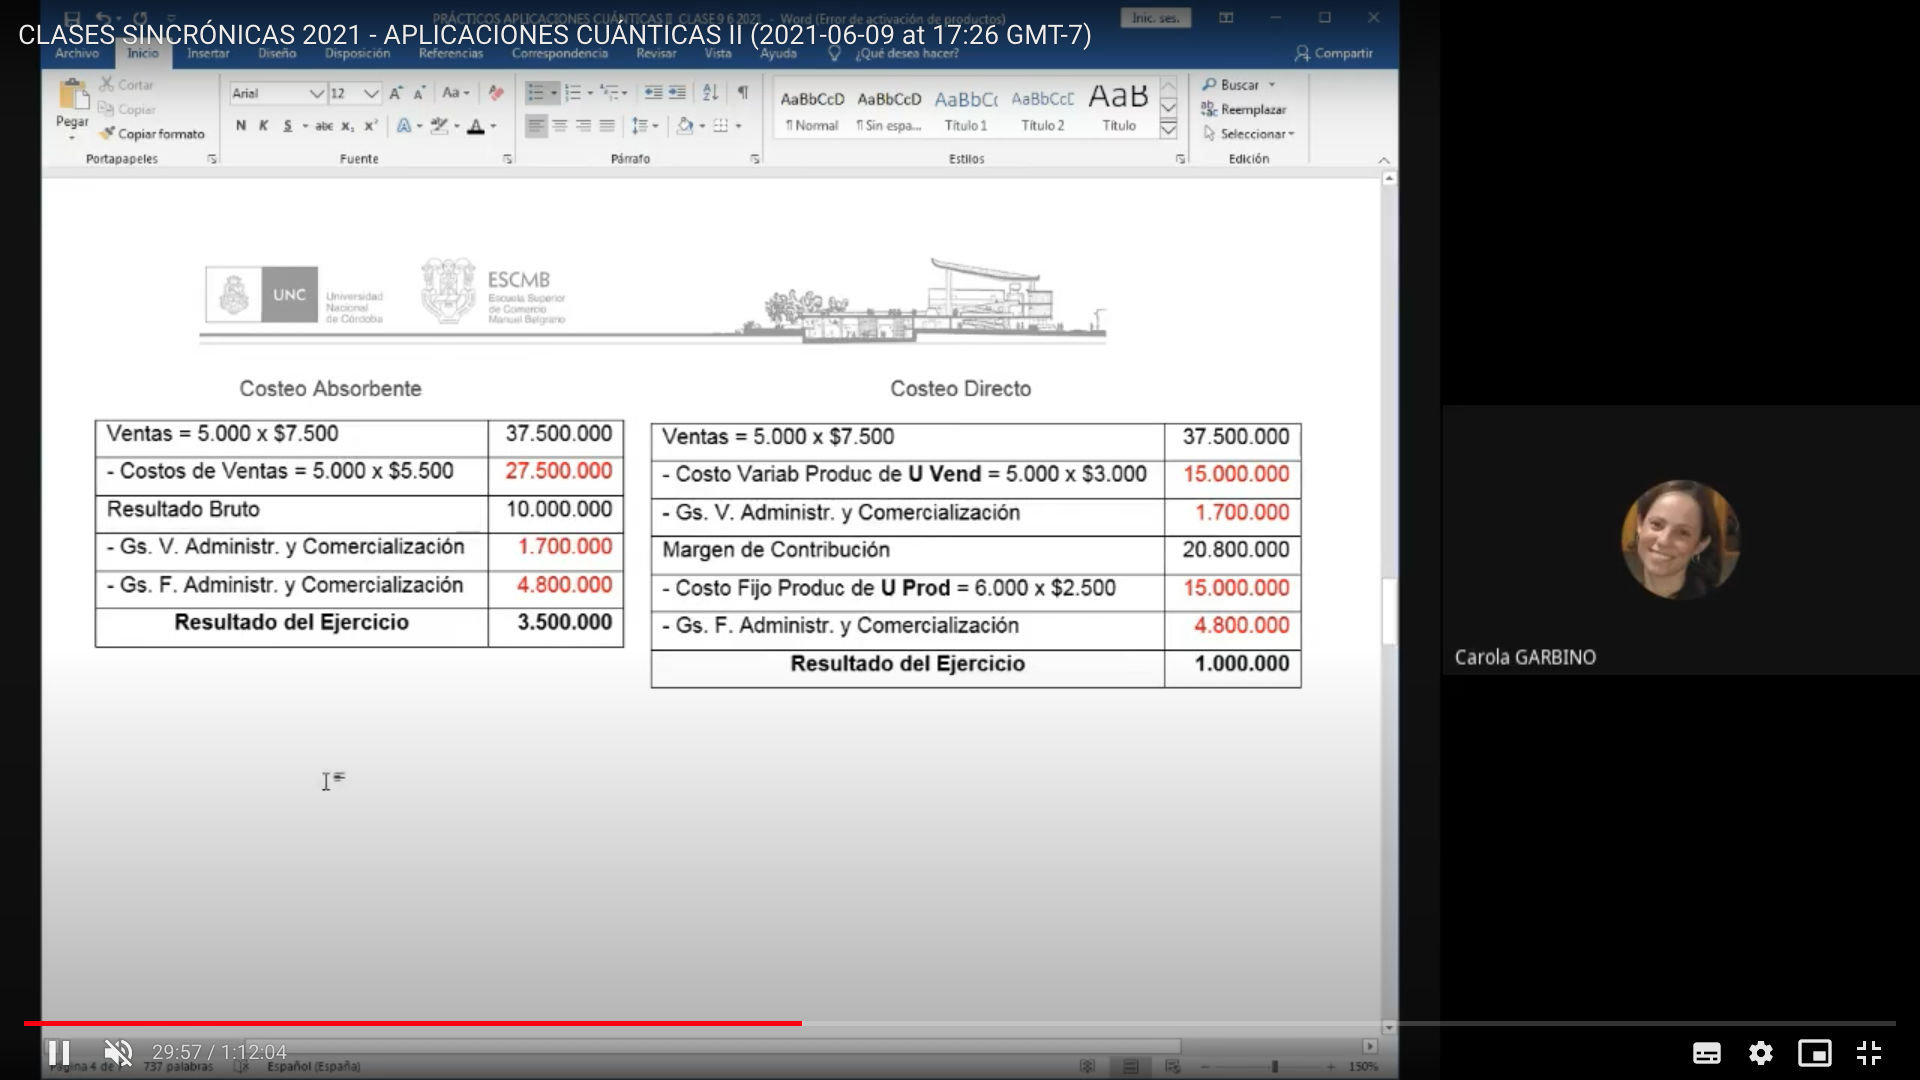 PRÁCTICOS APLICACIONES CUÁNTICAS II CLASE 9 6 2021 - Word (Error de activación de productos)
Inic. ses.
CLASES SINCRÓNICAS 2021 - APLICACIONES CUÁNTICAS II (2021-06-09 at 17:26 GMT-7)
Archivo Inicio Insertar Diseño Disposición Referencias Correspondencia Revisar Vista Ayuda ¿Qué desea hacer? Compartir
Pegar
Cortar
Copiar
Copiar formato
Portapapeles
Arial 12
N K S abc x, x²
Fuente
Párrafo
AaBbCcD AaBbCcD AaBbC AaBbCcD AaB
¶ Normal ¶ Sin espa... Título 1 Título 2 Título
Estilos
Buscar
Reemplazar
Seleccionar
Edición
UNC
Universidad
Nacional
de Córdoba
ESCMB
Escuela Superior
de Comercio
Manuel Belgrano
Costeo Absorbente
Ventas = 5.000 x $7.500 37.500.000
- Costos de Ventas = 5.000 x $5.500 27.500.000
Resultado Bruto 10.000.000
- Gs. V. Administr. y Comercialización 1.700.000
- Gs. F. Administr. y Comercialización 4.800.000
Resultado del Ejercicio 3.500.000
Costeo Directo
Ventas = 5.000 x $7.500 37.500.000
- Costo Variab Produc de U Vend = 5.000 x $3.000 15.000.000
- Gs. V. Administr. y Comercialización 1.700.000
Margen de Contribución 20.800.000
- Costo Fijo Produc de U Prod = 6.000 x $2.500 15.000.000
- Gs. F. Administr. y Comercialización 4.800.000
Resultado del Ejercicio 1.000.000
Carola GARBINO
29:57 / 1:12:04
Página 4 de 737 palabras Español (España) 150%